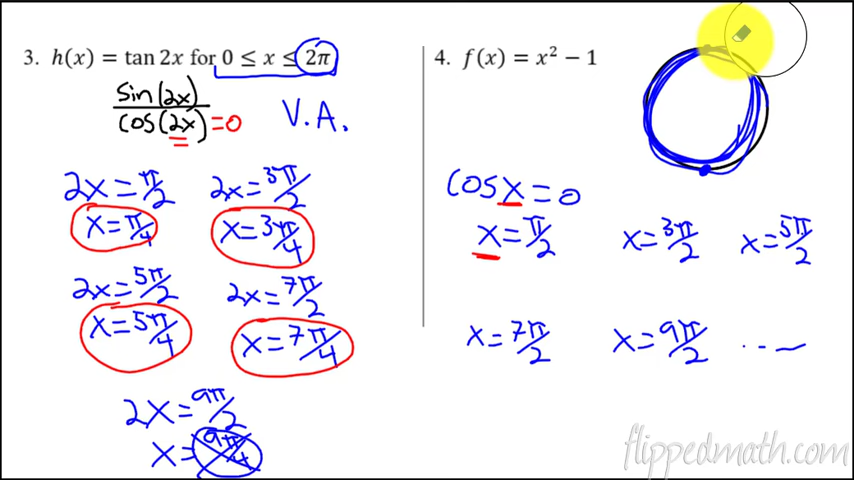 3. h(x) = tan 2x for 0 ≤ x ≤ 2π
sin(2x)
cos(2x) = 0
V.A.
2x = π/2
x = π/4
2x = 3π/2
x = 3π/4
2x = 5π/2
x = 5π/4
2x = 7π/2
x = 7π/4
2x = 9π/2
x = 9π/4
4. f(x) = x² − 1
cos x = 0
x = π/2
x = 3π/2
x = 5π/2
x = 7π/2
x = 9π/2 ...
flippedmath.com